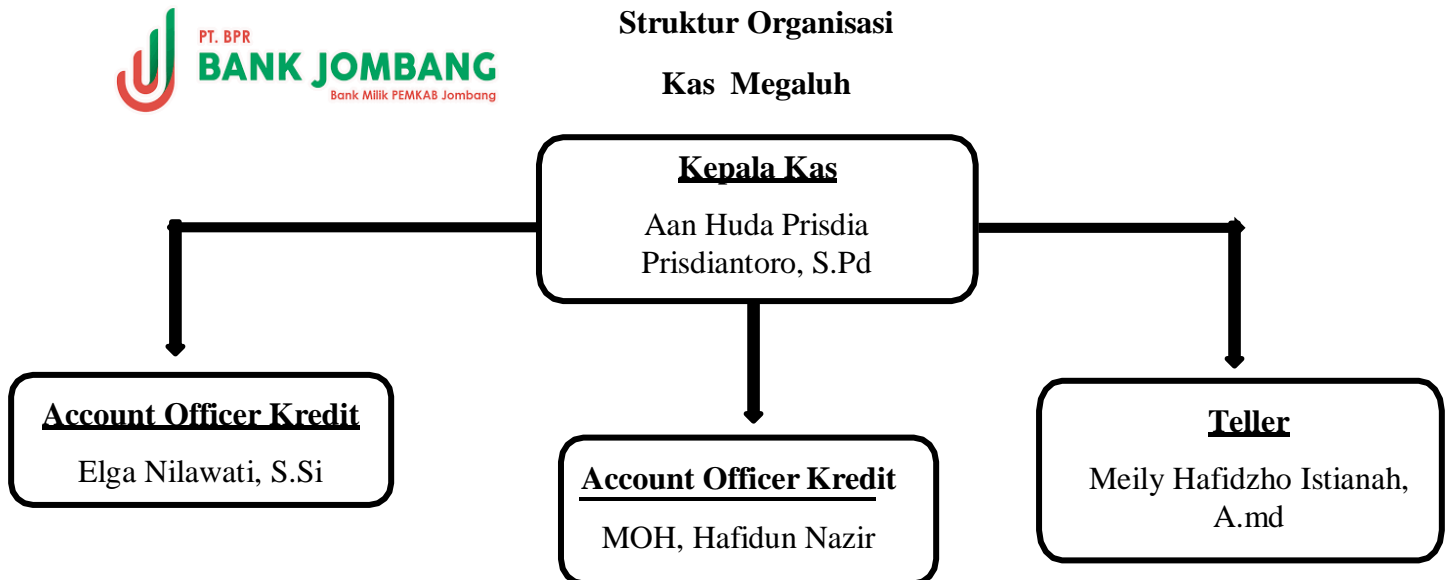 PT. BPR
BANK JOMBANG
Bank Milik PEMKAB Jombang
Struktur Organisasi
Kas Megaluh
Kepala Kas
Aan Huda Prisdia
Prisdiantoro, S.Pd
Account Officer Kredit
Elga Nilawati, S.Si
Account Officer Kredit
MOH, Hafidun Nazir
Teller
Meily Hafidzho Istianah,
A.md